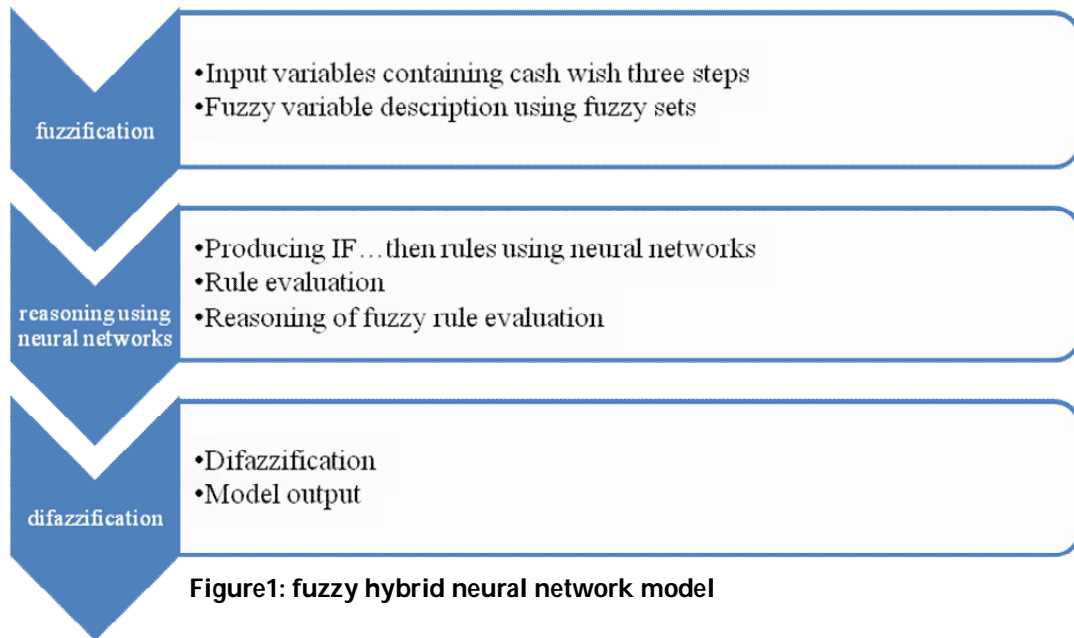 fuzzification
•Input variables containing cash wish three steps
•Fuzzy variable description using fuzzy sets
reasoning using
neural networks
•Producing IF…then rules using neural networks
•Rule evaluation
•Reasoning of fuzzy rule evaluation
difazzification
•Difazzification
•Model output
Figure1: fuzzy hybrid neural network model